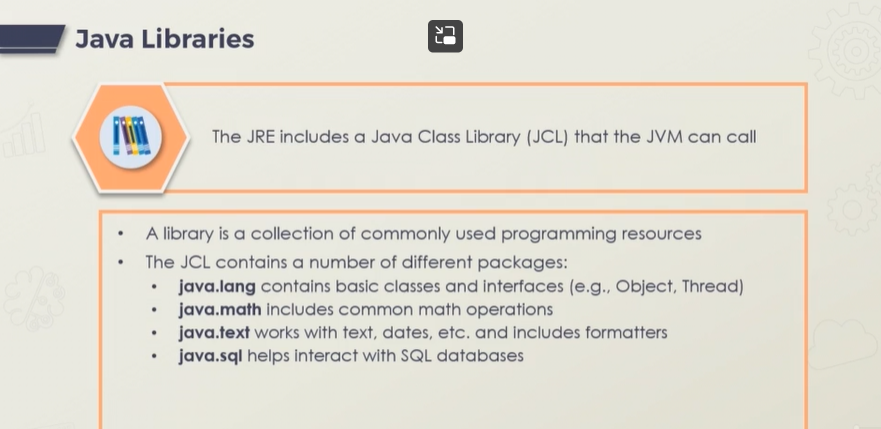 Java Libraries
The JRE includes a Java Class Library (JCL) that the JVM can call
• A library is a collection of commonly used programming resources
• The JCL contains a number of different packages:
• java.lang contains basic classes and interfaces (e.g., Object, Thread)
• java.math includes common math operations
• java.text works with text, dates, etc. and includes formatters
• java.sql helps interact with SQL databases